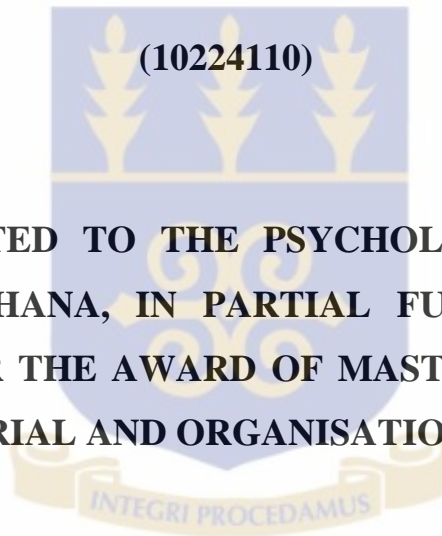 (10224110)
TED TO THE PSYCHOL
HANA, IN PARTIAL FU
R THE AWARD OF MAST
RIAL AND ORGANISATIO
INTEGRI PROCEDAMUS